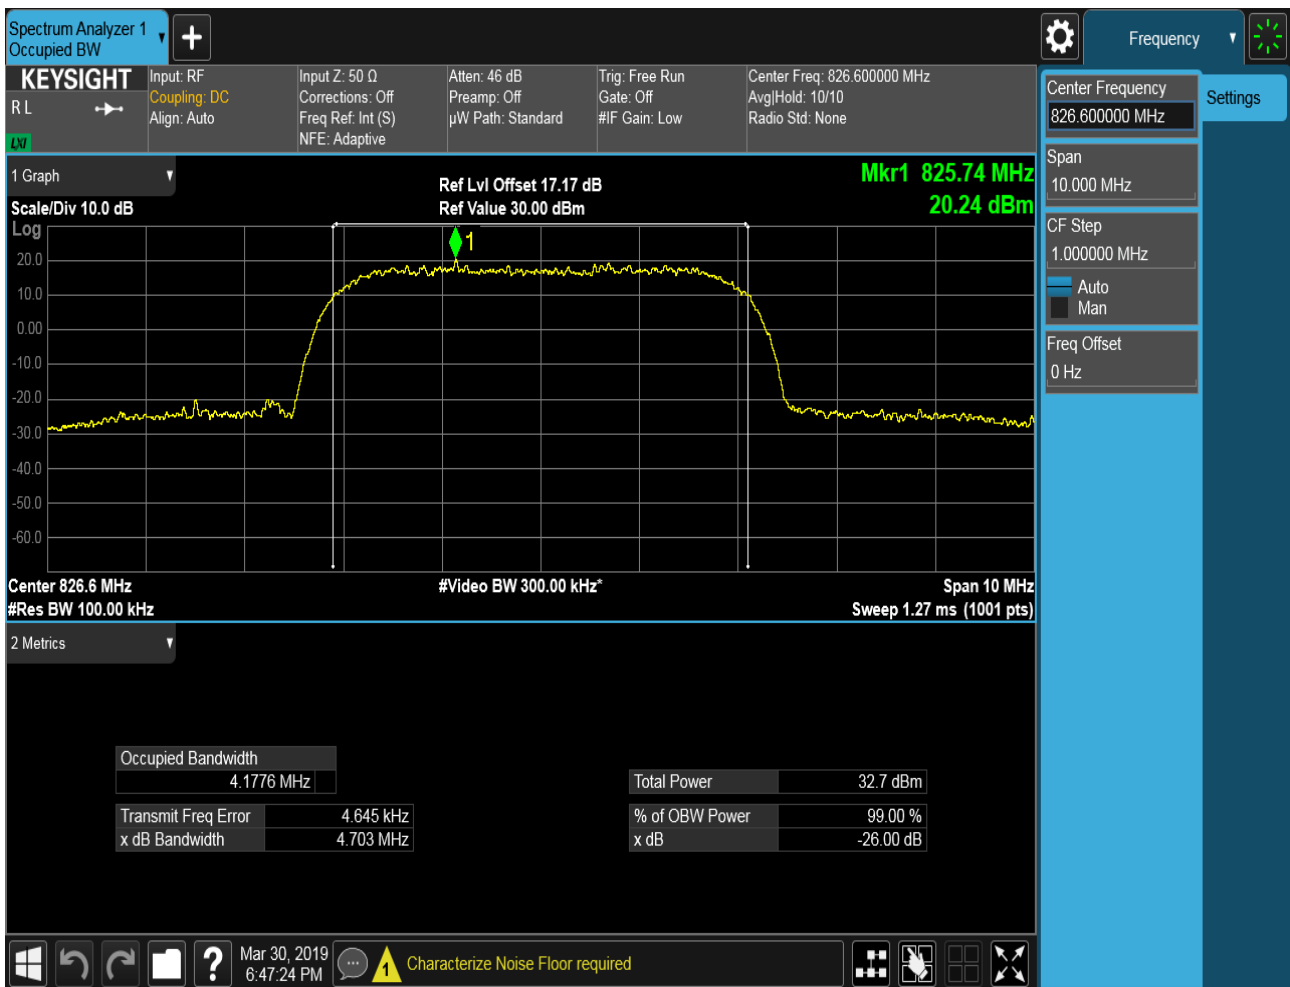 Spectrum Analyzer 1
Occupied BW
Frequency
KEYSIGHT
R L
LXI
Input: RF
Coupling: DC
Align: Auto
Input Z: 50 Ω
Corrections: Off
Freq Ref: Int (S)
NFE: Adaptive
Atten: 46 dB
Preamp: Off
µW Path: Standard
Trig: Free Run
Gate: Off
#IF Gain: Low
Center Freq: 826.600000 MHz
Avg|Hold: 10/10
Radio Std: None
Center Frequency
826.600000 MHz
Settings
Span
10.000 MHz
CF Step
1.000000 MHz
Auto
Man
Freq Offset
0 Hz
1 Graph
Scale/Div 10.0 dB
Ref Lvl Offset 17.17 dB
Ref Value 30.00 dBm
Mkr1 825.74 MHz
20.24 dBm
Log
1
20.0
10.0
0.00
-10.0
-20.0
-30.0
-40.0
-50.0
-60.0
Center 826.6 MHz
#Res BW 100.00 kHz
#Video BW 300.00 kHz*
Span 10 MHz
Sweep 1.27 ms (1001 pts)
2 Metrics
Occupied Bandwidth
4.1776 MHz
Transmit Freq Error 4.645 kHz
x dB Bandwidth 4.703 MHz
Total Power 32.7 dBm
% of OBW Power 99.00 %
x dB -26.00 dB
?
Mar 30, 2019
6:47:24 PM
1
Characterize Noise Floor required